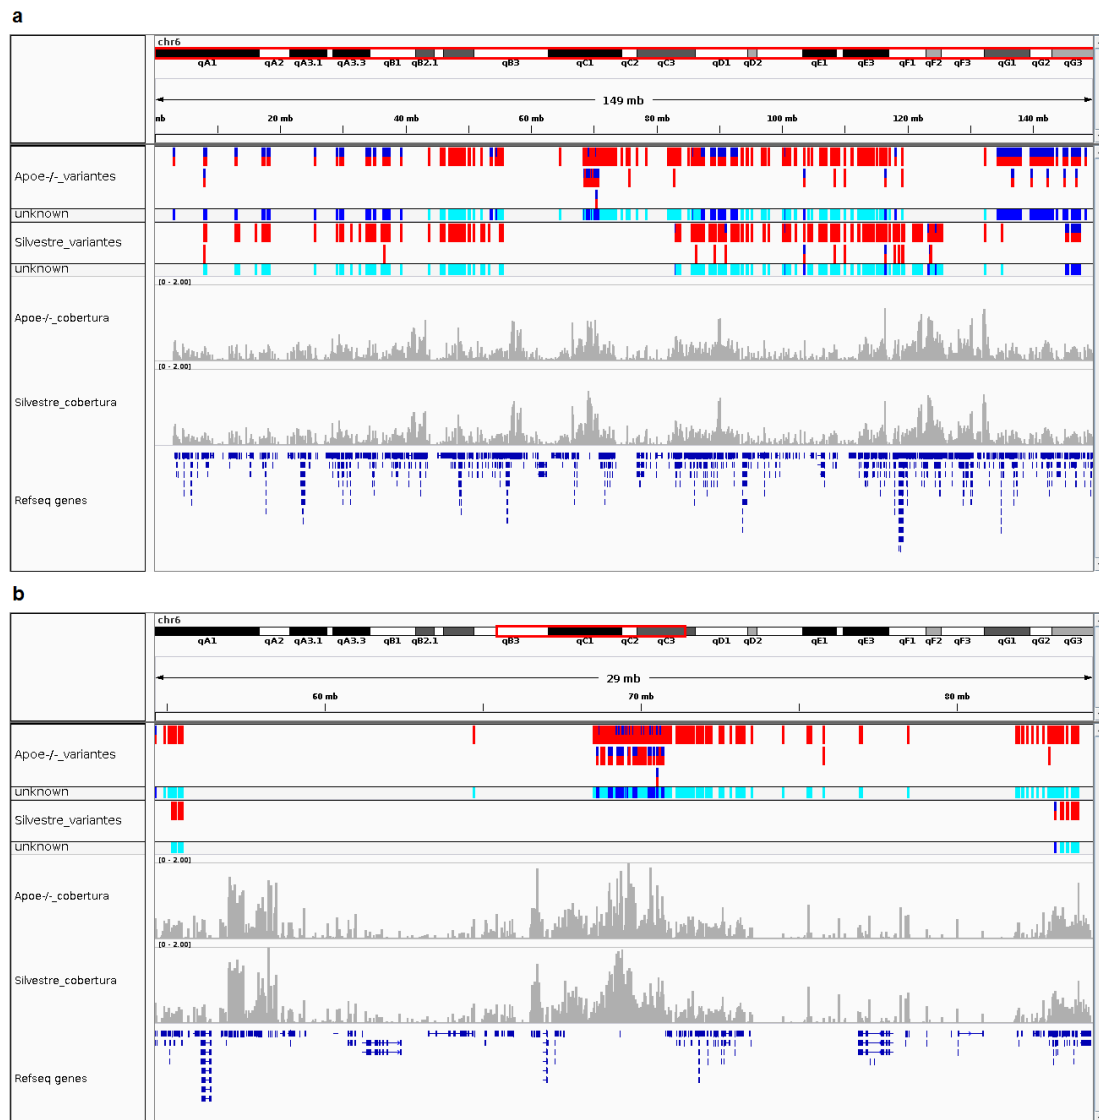 a
chr6
qA1 qA2 qA3.1 qA3.3 qB1 qB2.1 qB3 qC1 qC2 qC3 qD1 qD2 qE1 qE3 qF1 qF2 qF3 qG1 qG2 qG3
149 mb
mb 20 mb 40 mb 60 mb 80 mb 100 mb 120 mb 140 mb
Apoe-/-_variantes
unknown
Silvestre_variantes
unknown
[0 - 2.00]
Apoe-/-_cobertura
[0 - 2.00]
Silvestre_cobertura
Refseq genes
b
chr6
qA1 qA2 qA3.1 qA3.3 qB1 qB2.1 qB3 qC1 qC2 qC3 qD1 qD2 qE1 qE3 qF1 qF2 qF3 qG1 qG2 qG3
29 mb
60 mb 70 mb 80 mb
Apoe-/-_variantes
unknown
Silvestre_variantes
unknown
[0 - 2.00]
Apoe-/-_cobertura
[0 - 2.00]
Silvestre_cobertura
Refseq genes